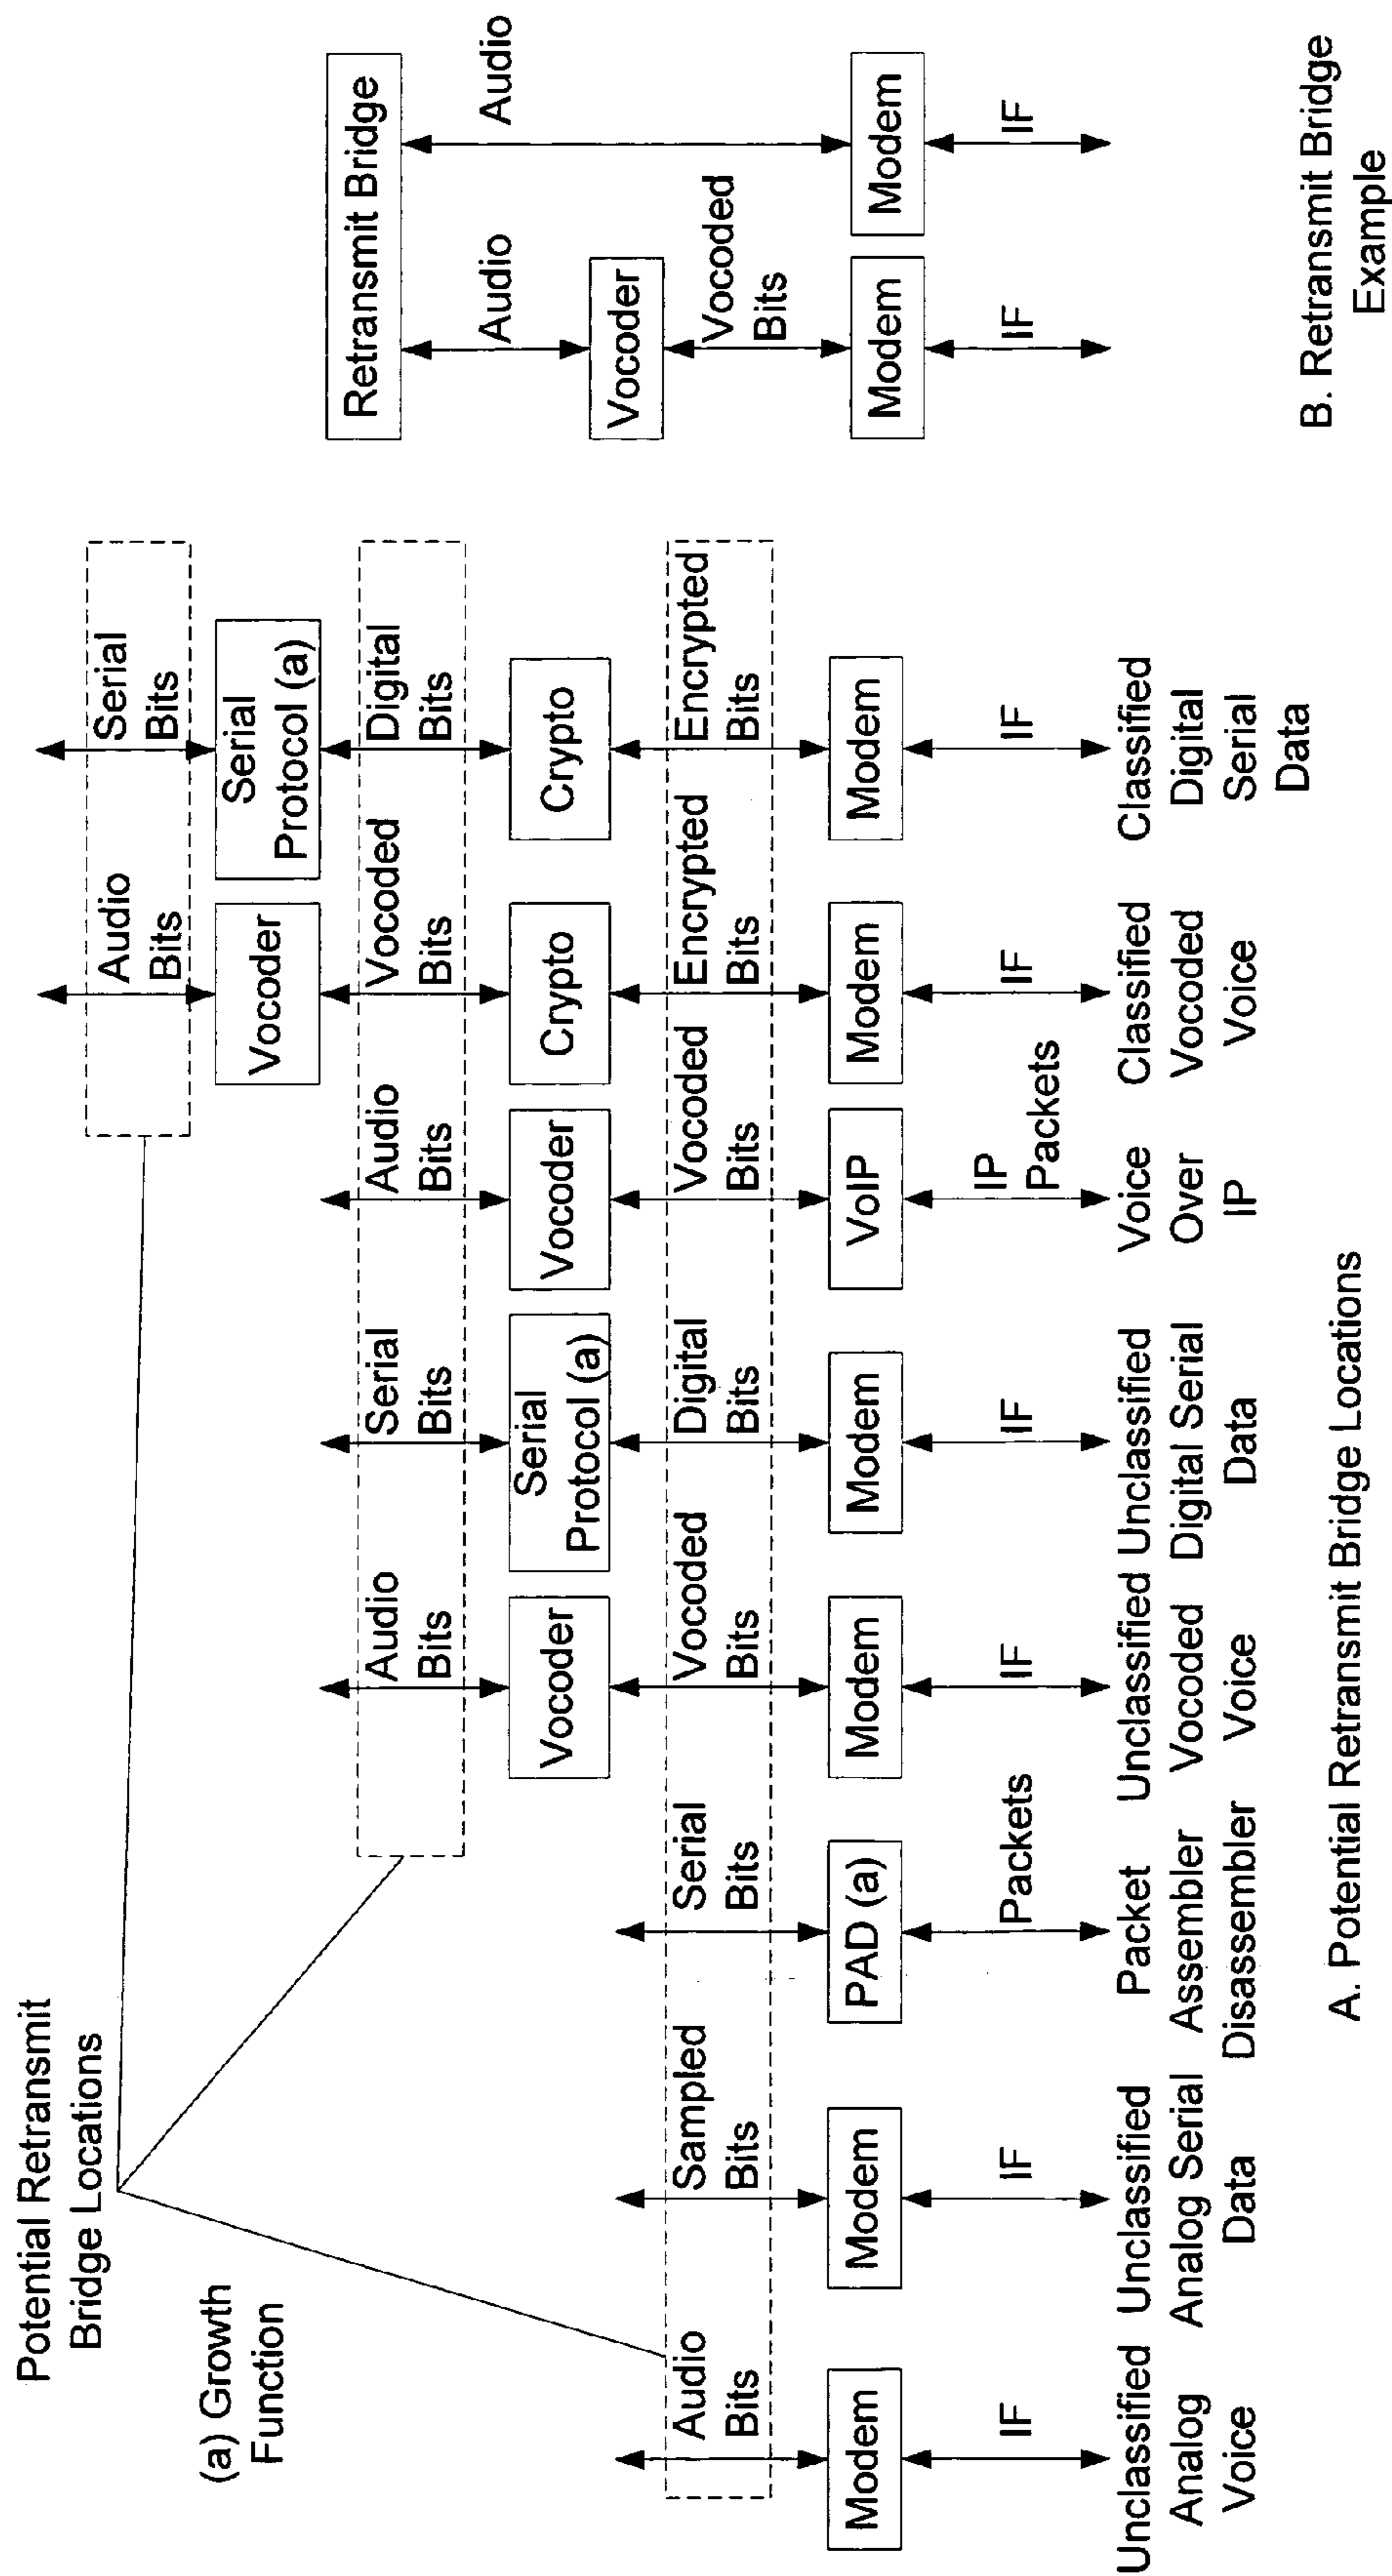 Potential Retransmit
Bridge Locations
(a) Growth
Function
Audio
Bits
Serial
Bits
Vocoder
Serial
Protocol (a)
Audio
Bits
Serial
Bits
Audio
Bits
Vocoded
Bits
Digital
Bits
Vocoder
Serial
Protocol (a)
Vocoder
Crypto
Crypto
Audio
Bits
Sampled
Bits
Serial
Bits
Vocoded
Bits
Digital
Bits
Vocoded
Bits
Encrypted
Bits
Encrypted
Bits
Modem
Modem
PAD (a)
Modem
Modem
VoIP
Modem
Modem
IF
IF
Packets
IF
IF
IP
Packets
IF
IF
Unclassified
Analog
Voice
Unclassified
Analog Serial
Data
Packet
Assembler
Disassembler
Unclassified
Vocoded
Voice
Unclassified
Digital Serial
Data
Voice
Over
IP
Classified
Vocoded
Voice
Classified
Digital
Serial
Data
A. Potential Retransmit Bridge Locations
Retransmit Bridge
Audio
Audio
Vocoder
Vocoded
Bits
Modem
Modem
IF
IF
B. Retransmit Bridge
Example